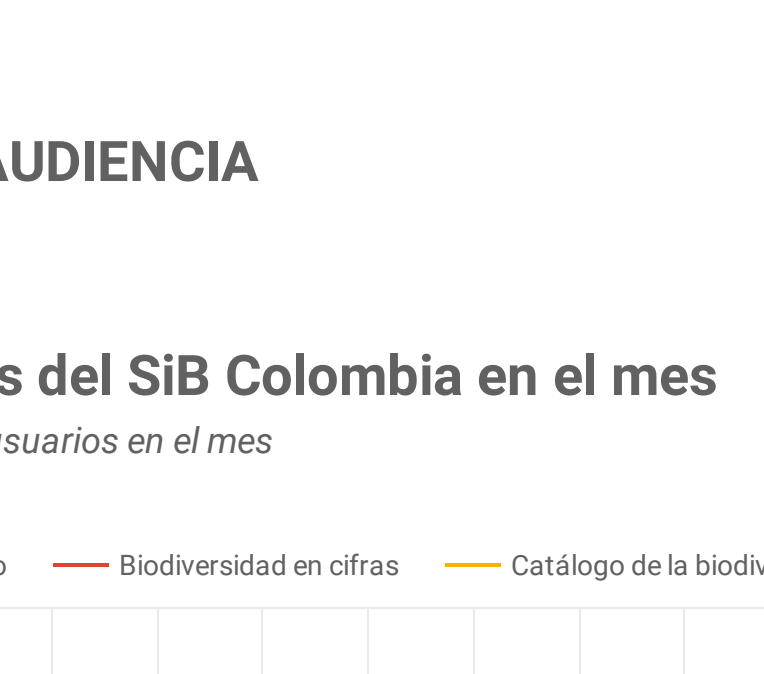 AUDIENCIA
s del SiB Colombia en el mes
usuarios en el mes
o Biodiversidad en cifras Catálogo de la biodiv